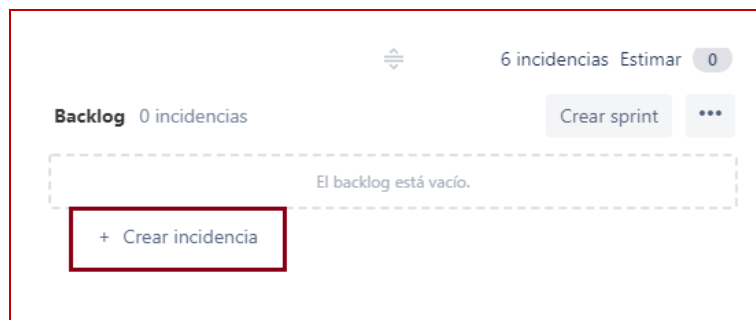 6 incidencias Estimar 0
Backlog 0 incidencias Crear sprint •••
El backlog está vacío.
+ Crear incidencia